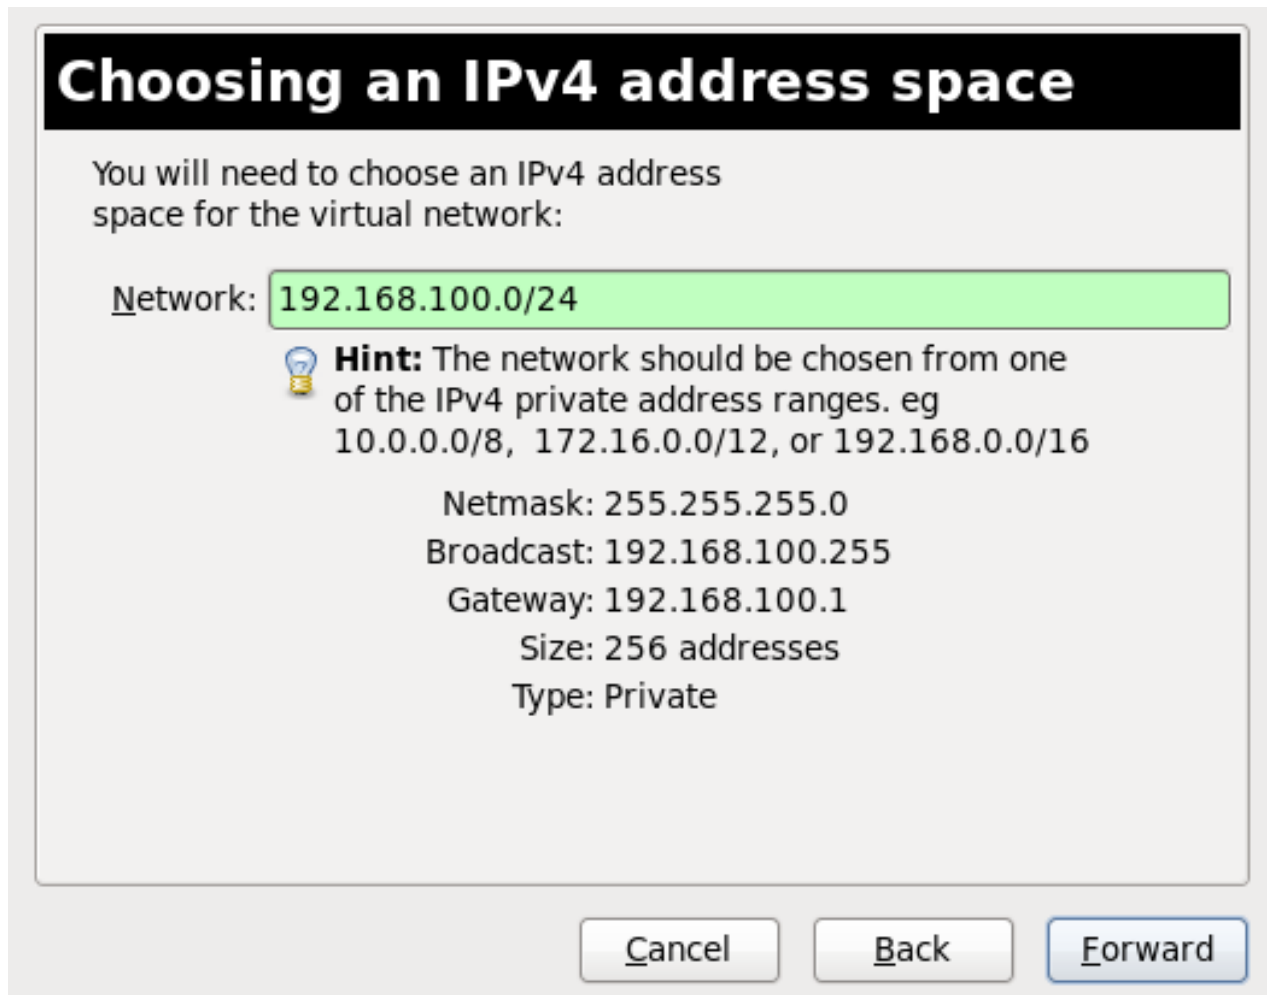 Choosing an IPv4 address space
You will need to choose an IPv4 address
space for the virtual network:
Network: 192.168.100.0/24
Hint: The network should be chosen from one
of the IPv4 private address ranges. eg
10.0.0.0/8,  172.16.0.0/12, or 192.168.0.0/16
Netmask: 255.255.255.0
Broadcast: 192.168.100.255
Gateway: 192.168.100.1
Size: 256 addresses
Type: Private
Cancel Back Forward